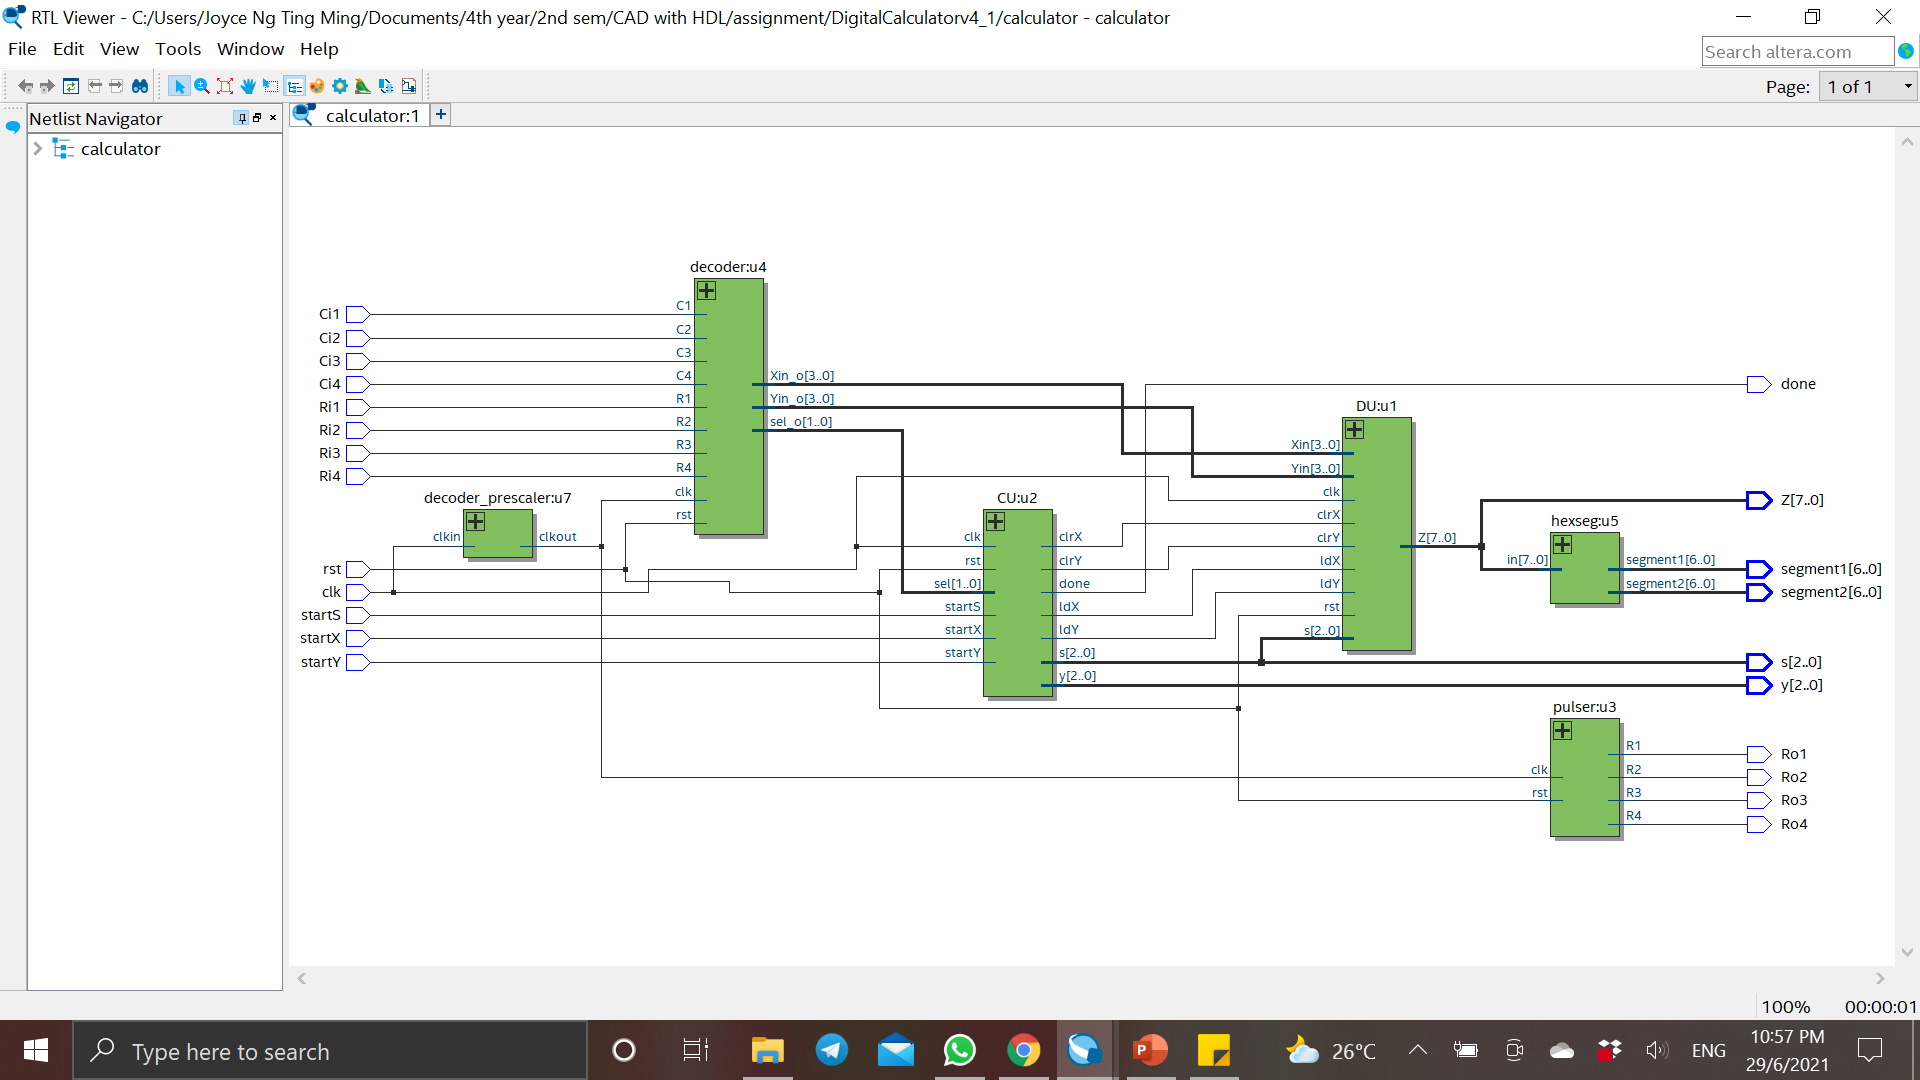 RTL Viewer - C:/Users/Joyce Ng Ting Ming/Documents/4th year/2nd sem/CAD with HDL/assignment/DigitalCalculatorv4_1/calculator - calculator
File Edit View Tools Window Help
Search altera.com
Page: 1 of 1
Netlist Navigator
calculator:1
calculator
decoder:u4
Ci1
C1
Ci2
C2
Ci3
C3
Ci4
C4
Xin_o[3..0]
done
Ri1
R1
Yin_o[3..0]
DU:u1
Ri2
R2
sel_o[1..0]
Ri3
R3
Xin[3..0]
Ri4
R4
Yin[3..0]
decoder_prescaler:u7
clk
CU:u2
clk
Z[7..0]
rst
clrX
hexseg:u5
clkin
clkout
clk
clrX
clrY
Z[7..0]
rst
rst
clrY
ldX
in[7..0]
segment1[6..0]
segment1[6..0]
clk
sel[1..0]
done
ldY
segment2[6..0]
segment2[6..0]
startS
startS
ldX
rst
startX
startX
ldY
s[2..0]
startY
startY
s[2..0]
s[2..0]
y[2..0]
y[2..0]
pulser:u3
R1
Ro1
clk
R2
Ro2
rst
R3
Ro3
R4
Ro4
100% 00:00:01
Type here to search
26°C
ENG
10:57 PM
29/6/2021